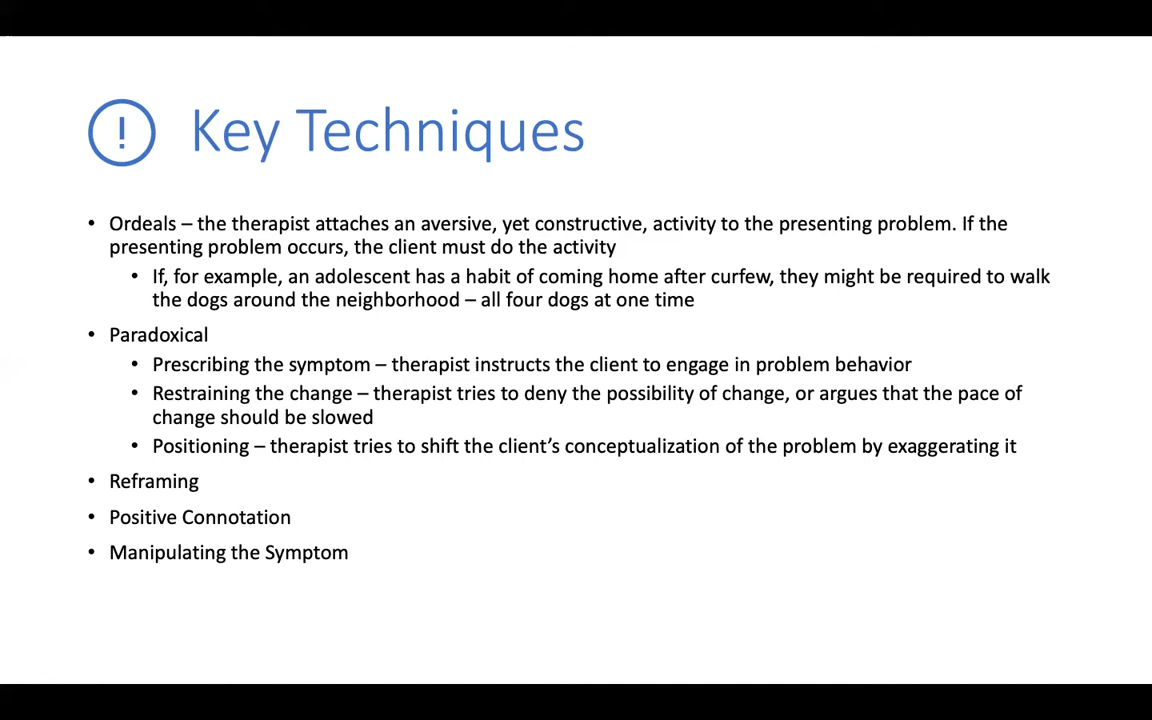 Key Techniques
• Ordeals – the therapist attaches an aversive, yet constructive, activity to the presenting problem. If the
presenting problem occurs, the client must do the activity
• If, for example, an adolescent has a habit of coming home after curfew, they might be required to walk
the dogs around the neighborhood – all four dogs at one time
• Paradoxical
• Prescribing the symptom – therapist instructs the client to engage in problem behavior
• Restraining the change – therapist tries to deny the possibility of change, or argues that the pace of
change should be slowed
• Positioning – therapist tries to shift the client’s conceptualization of the problem by exaggerating it
• Reframing
• Positive Connotation
• Manipulating the Symptom